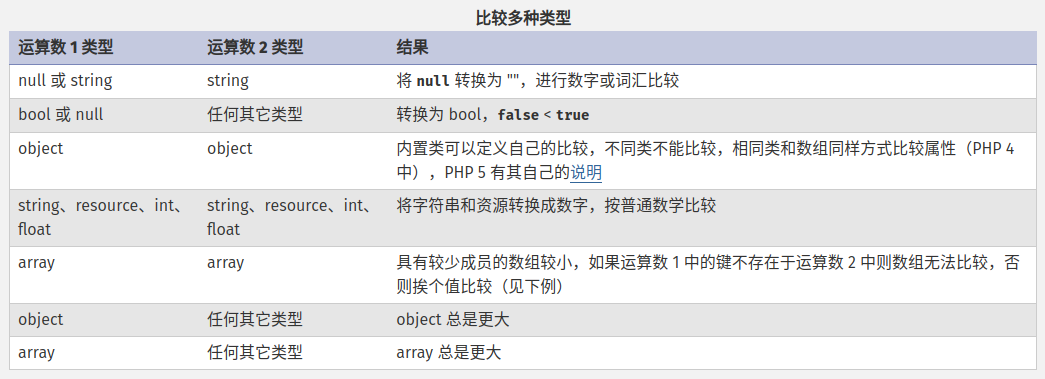 比较多种类型
运算数 1 类型 运算数 2 类型 结果
null 或 string string 将 null 转换为 ""，进行数字或词汇比较
bool 或 null 任何其它类型 转换为 bool，false < true
object object 内置类可以定义自己的比较，不同类不能比较，相同类和数组同样方式比较属性（PHP 4
中），PHP 5 有其自己的说明
string、resource、int、 string、resource、int、 将字符串和资源转换成数字，按普通数学比较
float float
array array 具有较少成员的数组较小，如果运算数 1 中的键不存在于运算数 2 中则数组无法比较，否
则挨个值比较（见下例）
object 任何其它类型 object 总是更大
array 任何其它类型 array 总是更大